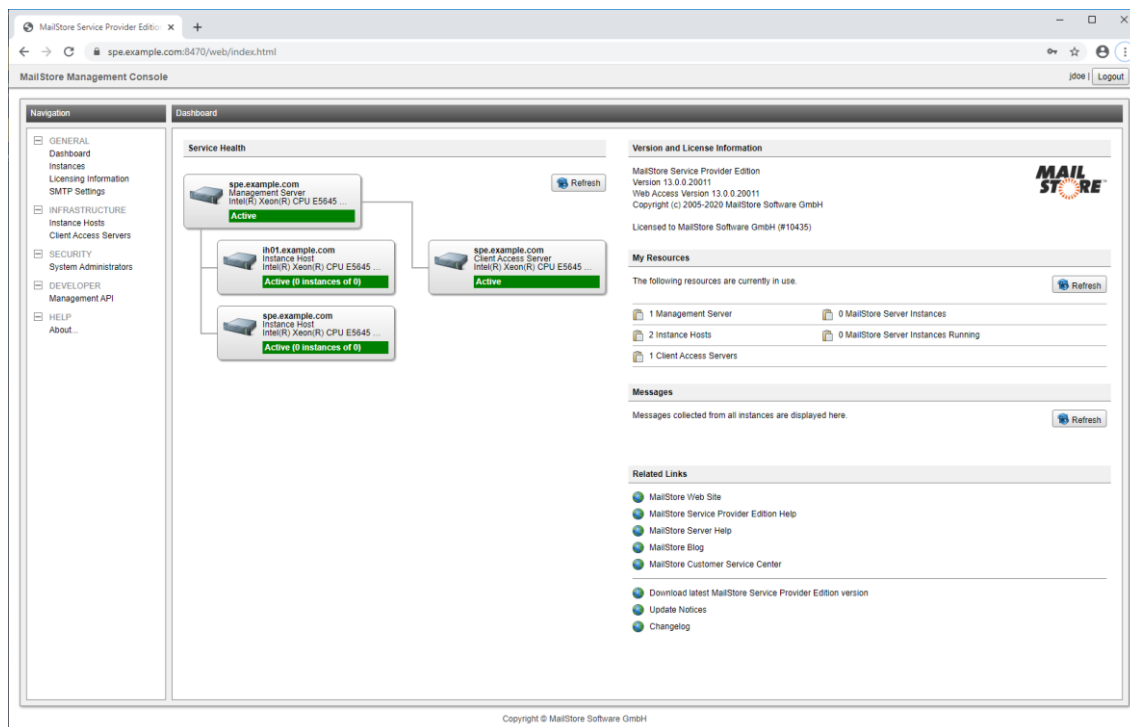 MailStore Service Provider Editio
spe.example.com:8470/web/index.html
MailStore Management Console
jdoe | Logout
Navigation
GENERAL
Dashboard
Instances
Licensing Information
SMTP Settings
INFRASTRUCTURE
Instance Hosts
Client Access Servers
SECURITY
System Administrators
DEVELOPER
Management API
HELP
About...
Dashboard
Service Health
Refresh
spe.example.com
Management Server
Intel(R) Xeon(R) CPU E5645 ...
Active
ih01.example.com
Instance Host
Intel(R) Xeon(R) CPU E5645 ...
Active (0 instances of 0)
spe.example.com
Client Access Server
Intel(R) Xeon(R) CPU E5645 ...
Active
spe.example.com
Instance Host
Intel(R) Xeon(R) CPU E5645 ...
Active (0 instances of 0)
Version and License Information
MailStore Service Provider Edition
Version 13.0.0.20011
Web Access Version 13.0.0.20011
Copyright (c) 2005-2020 MailStore Software GmbH
Licensed to MailStore Software GmbH (#10435)
MAIL
STORE
My Resources
The following resources are currently in use.
Refresh
1 Management Server
0 MailStore Server Instances
2 Instance Hosts
0 MailStore Server Instances Running
1 Client Access Servers
Messages
Messages collected from all instances are displayed here.
Refresh
Related Links
MailStore Web Site
MailStore Service Provider Edition Help
MailStore Server Help
MailStore Blog
MailStore Customer Service Center
Download latest MailStore Service Provider Edition version
Update Notices
Changelog
Copyright © MailStore Software GmbH